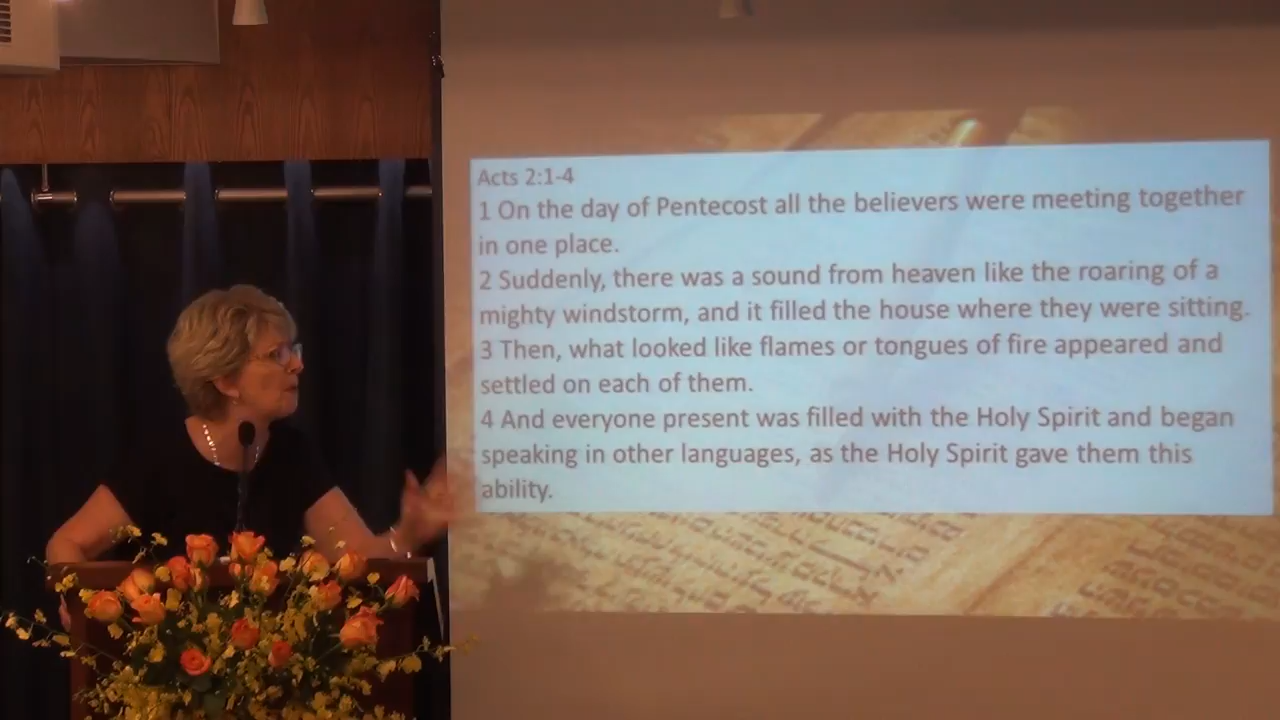 Acts 2:1-4
1 On the day of Pentecost all the believers were meeting together
in one place.
2 Suddenly, there was a sound from heaven like the roaring of a
mighty windstorm, and it filled the house where they were sitting.
3 Then, what looked like flames or tongues of fire appeared and
settled on each of them.
4 And everyone present was filled with the Holy Spirit and began
speaking in other languages, as the Holy Spirit gave them this
ability.